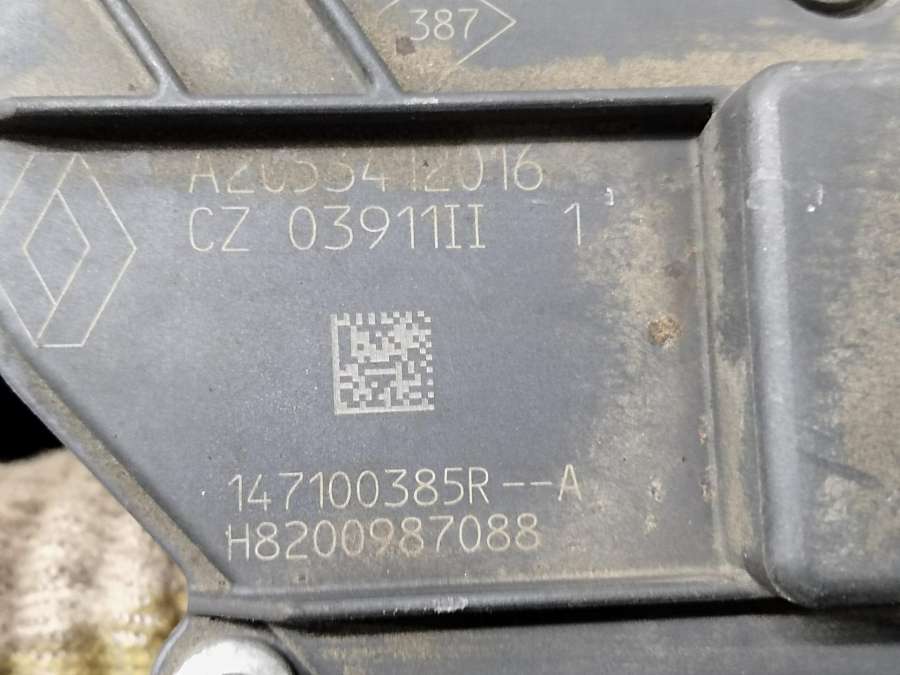 387
A2C53412016
CZ 03911II 1
147100385R--A
H8200987088